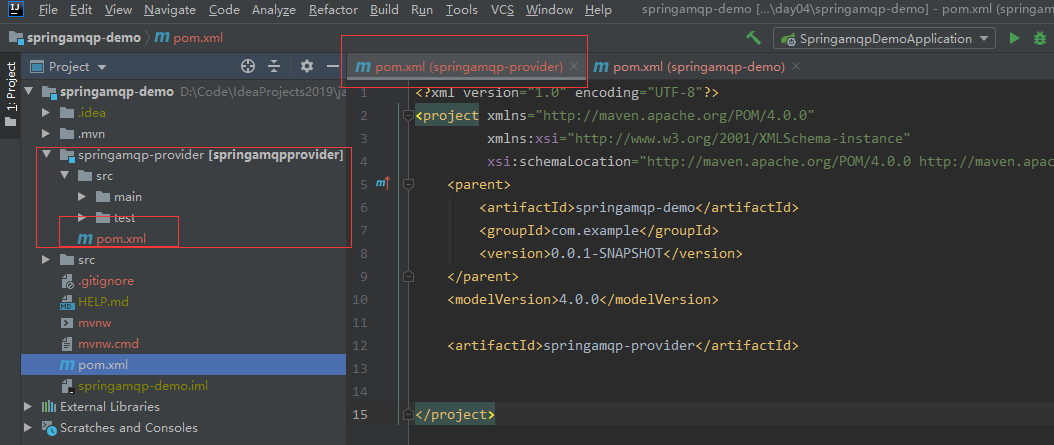 File Edit View Navigate Code Analyze Refactor Build Run Tools VCS Window Help springamqp-demo [...\day04\springamqp-demo] - pom.xml (springamq
springamqp-demo pom.xml SpringamqpDemoApplication
1: Project
Project
springamqp-demo D:\Code\IdeaProjects2019\ja
.idea
.mvn
springamqp-provider [springamqpprovider]
src
main
test
pom.xml
src
.gitignore
HELP.md
mvnw
mvnw.cmd
pom.xml
springamqp-demo.iml
External Libraries
Scratches and Consoles
pom.xml (springamqp-provider) pom.xml (springamqp-demo)
1 <?xml version="1.0" encoding="UTF-8"?>
2 <project xmlns="http://maven.apache.org/POM/4.0.0"
3 xmlns:xsi="http://www.w3.org/2001/XMLSchema-instance"
4 xsi:schemaLocation="http://maven.apache.org/POM/4.0.0 http://maven.apac
5 <parent>
6 <artifactId>springamqp-demo</artifactId>
7 <groupId>com.example</groupId>
8 <version>0.0.1-SNAPSHOT</version>
9 </parent>
10 <modelVersion>4.0.0</modelVersion>
11
12 <artifactId>springamqp-provider</artifactId>
13
14
15 </project>